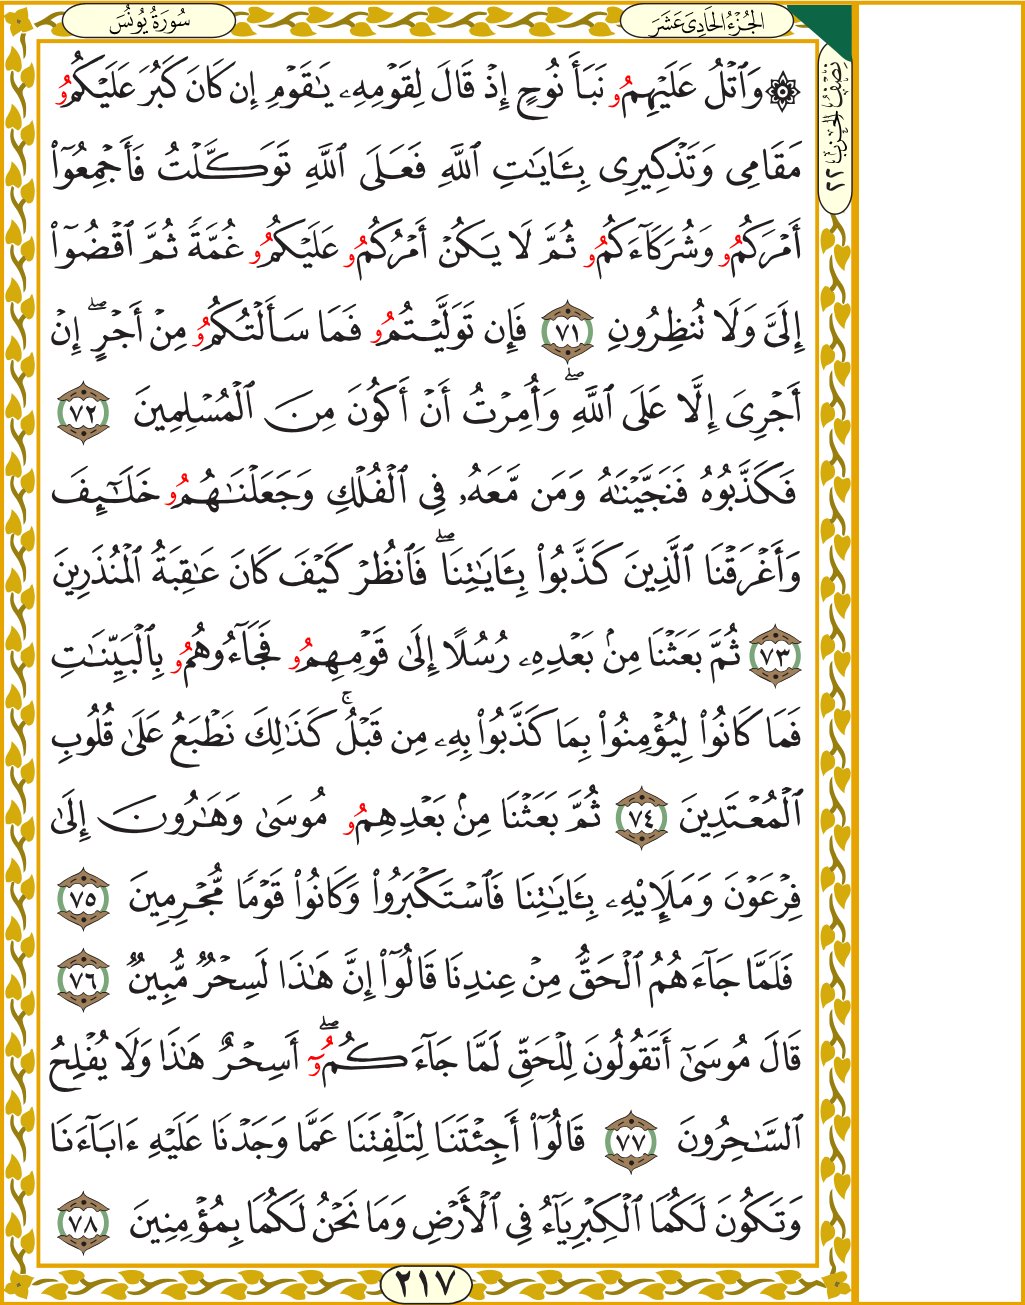 سُورَةُ يُونُسَ
الجُزْءُ الحَادِىَ عَشَرَ
نِصْفُ الحِزْبِ ٢٢
۞ وَٱتْلُ عَلَيْهِمُۥ نَبَأَ نُوحٍ إِذْ قَالَ لِقَوْمِهِۦ يَٰقَوْمِ إِن كَانَ كَبُرَ عَلَيْكُمُۥ
مَقَامِى وَتَذْكِيرِى بِـَٔايَٰتِ ٱللَّهِ فَعَلَى ٱللَّهِ تَوَكَّلْتُ فَأَجْمِعُوٓا۟
أَمْرَكُمُۥ وَشُرَكَآءَكُمُۥ ثُمَّ لَا يَكُنْ أَمْرُكُمُۥ عَلَيْكُمُۥ غُمَّةً ثُمَّ ٱقْضُوٓا۟
إِلَىَّ وَلَا تُنظِرُونِ ٧١ فَإِن تَوَلَّيْتُمُۥ فَمَا سَأَلْتُكُمُۥ مِنْ أَجْرٍ ۖ إِنْ
أَجْرِىَ إِلَّا عَلَى ٱللَّهِ ۖ وَأُمِرْتُ أَنْ أَكُونَ مِنَ ٱلْمُسْلِمِينَ ٧٢
فَكَذَّبُوهُ فَنَجَّيْنَٰهُ وَمَن مَّعَهُۥ فِى ٱلْفُلْكِ وَجَعَلْنَٰهُمُۥ خَلَٰٓئِفَ
وَأَغْرَقْنَا ٱلَّذِينَ كَذَّبُوا۟ بِـَٔايَٰتِنَا ۖ فَٱنظُرْ كَيْفَ كَانَ عَٰقِبَةُ ٱلْمُنذَرِينَ
٧٣ ثُمَّ بَعَثْنَا مِنۢ بَعْدِهِۦ رُسُلًا إِلَىٰ قَوْمِهِمُۥ فَجَآءُوهُمُۥ بِٱلْبَيِّنَٰتِ
فَمَا كَانُوا۟ لِيُؤْمِنُوا۟ بِمَا كَذَّبُوا۟ بِهِۦ مِن قَبْلُ ۚ كَذَٰلِكَ نَطْبَعُ عَلَىٰ قُلُوبِ
ٱلْمُعْتَدِينَ ٧٤ ثُمَّ بَعَثْنَا مِنۢ بَعْدِهِمُۥ مُوسَىٰ وَهَٰرُونَ إِلَىٰ
فِرْعَوْنَ وَمَلَإِي۟هِۦ بِـَٔايَٰتِنَا فَٱسْتَكْبَرُوا۟ وَكَانُوا۟ قَوْمًا مُّجْرِمِينَ ٧٥
فَلَمَّا جَآءَهُمُ ٱلْحَقُّ مِنْ عِندِنَا قَالُوٓا۟ إِنَّ هَٰذَا لَسِحْرٌ مُّبِينٌ ٧٦
قَالَ مُوسَىٰٓ أَتَقُولُونَ لِلْحَقِّ لَمَّا جَآءَكُمُۥٓ ۖ أَسِحْرٌ هَٰذَا وَلَا يُفْلِحُ
ٱلسَّٰحِرُونَ ٧٧ قَالُوٓا۟ أَجِئْتَنَا لِتَلْفِتَنَا عَمَّا وَجَدْنَا عَلَيْهِ ءَابَآءَنَا
وَتَكُونَ لَكُمَا ٱلْكِبْرِيَآءُ فِى ٱلْأَرْضِ وَمَا نَحْنُ لَكُمَا بِمُؤْمِنِينَ ٧٨
٢١٧